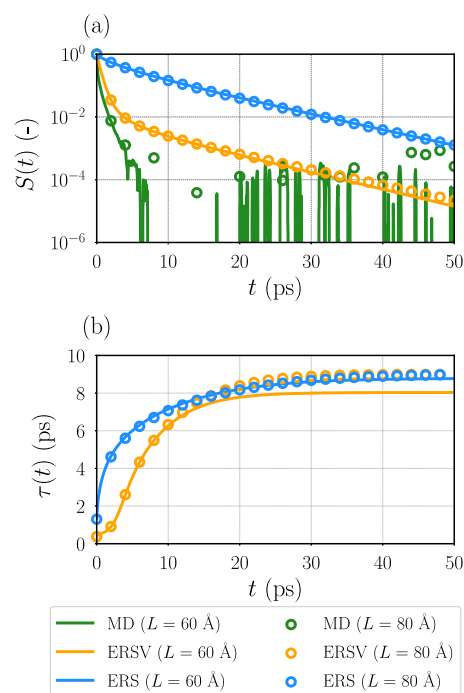 (a)
10^0
10^−2
10^−4
10^−6
S(t) (-)
0 10 20 30 40 50
t (ps)
(b)
10
8
6
4
2
0
τ(t) (ps)
0 10 20 30 40 50
t (ps)
MD (L = 60 Å) MD (L = 80 Å)
ERSV (L = 60 Å) ERSV (L = 80 Å)
ERS (L = 60 Å) ERS (L = 80 Å)